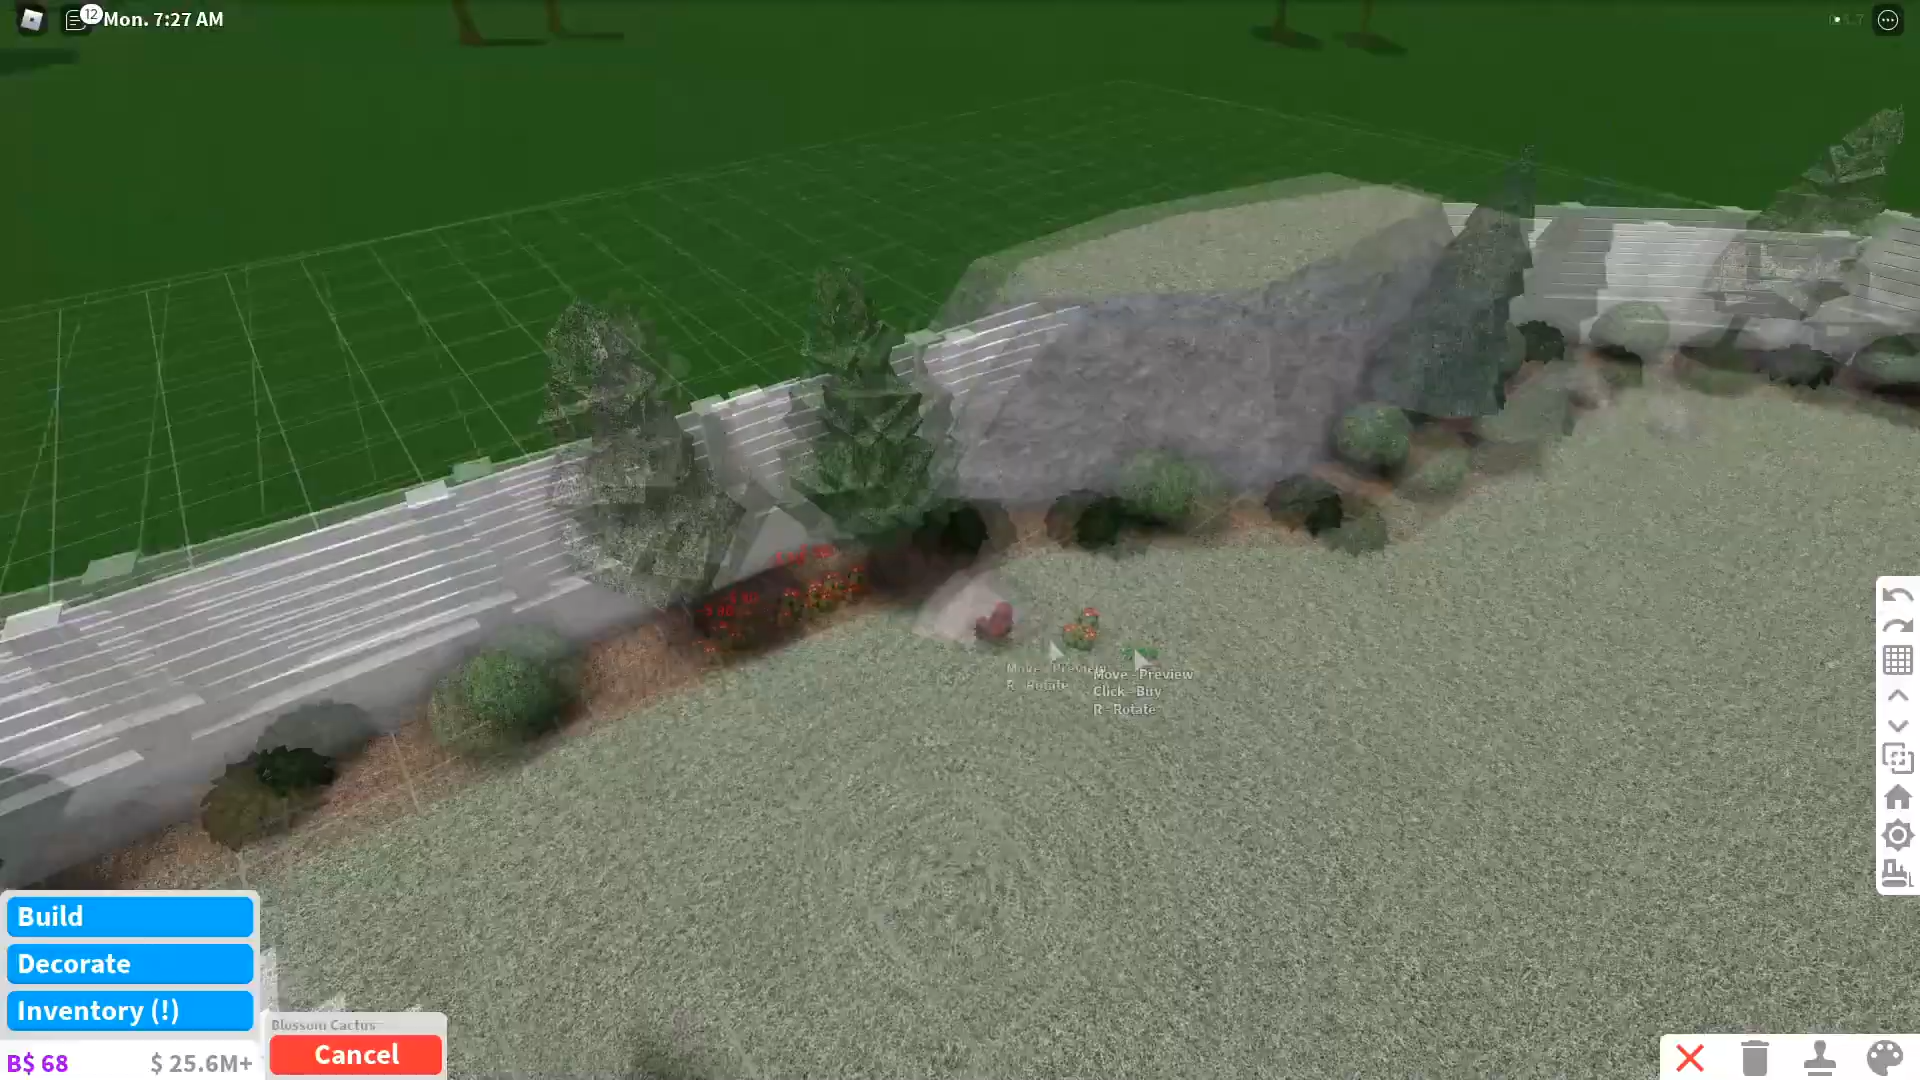 12
Mon. 7:27 AM
Move - Preview
R - Rotate
Move - Preview
Click - Buy
R - Rotate
Build
Decorate
Inventory (!)
Blossom Cactus
Cancel
B$ 68
$ 25.6M+